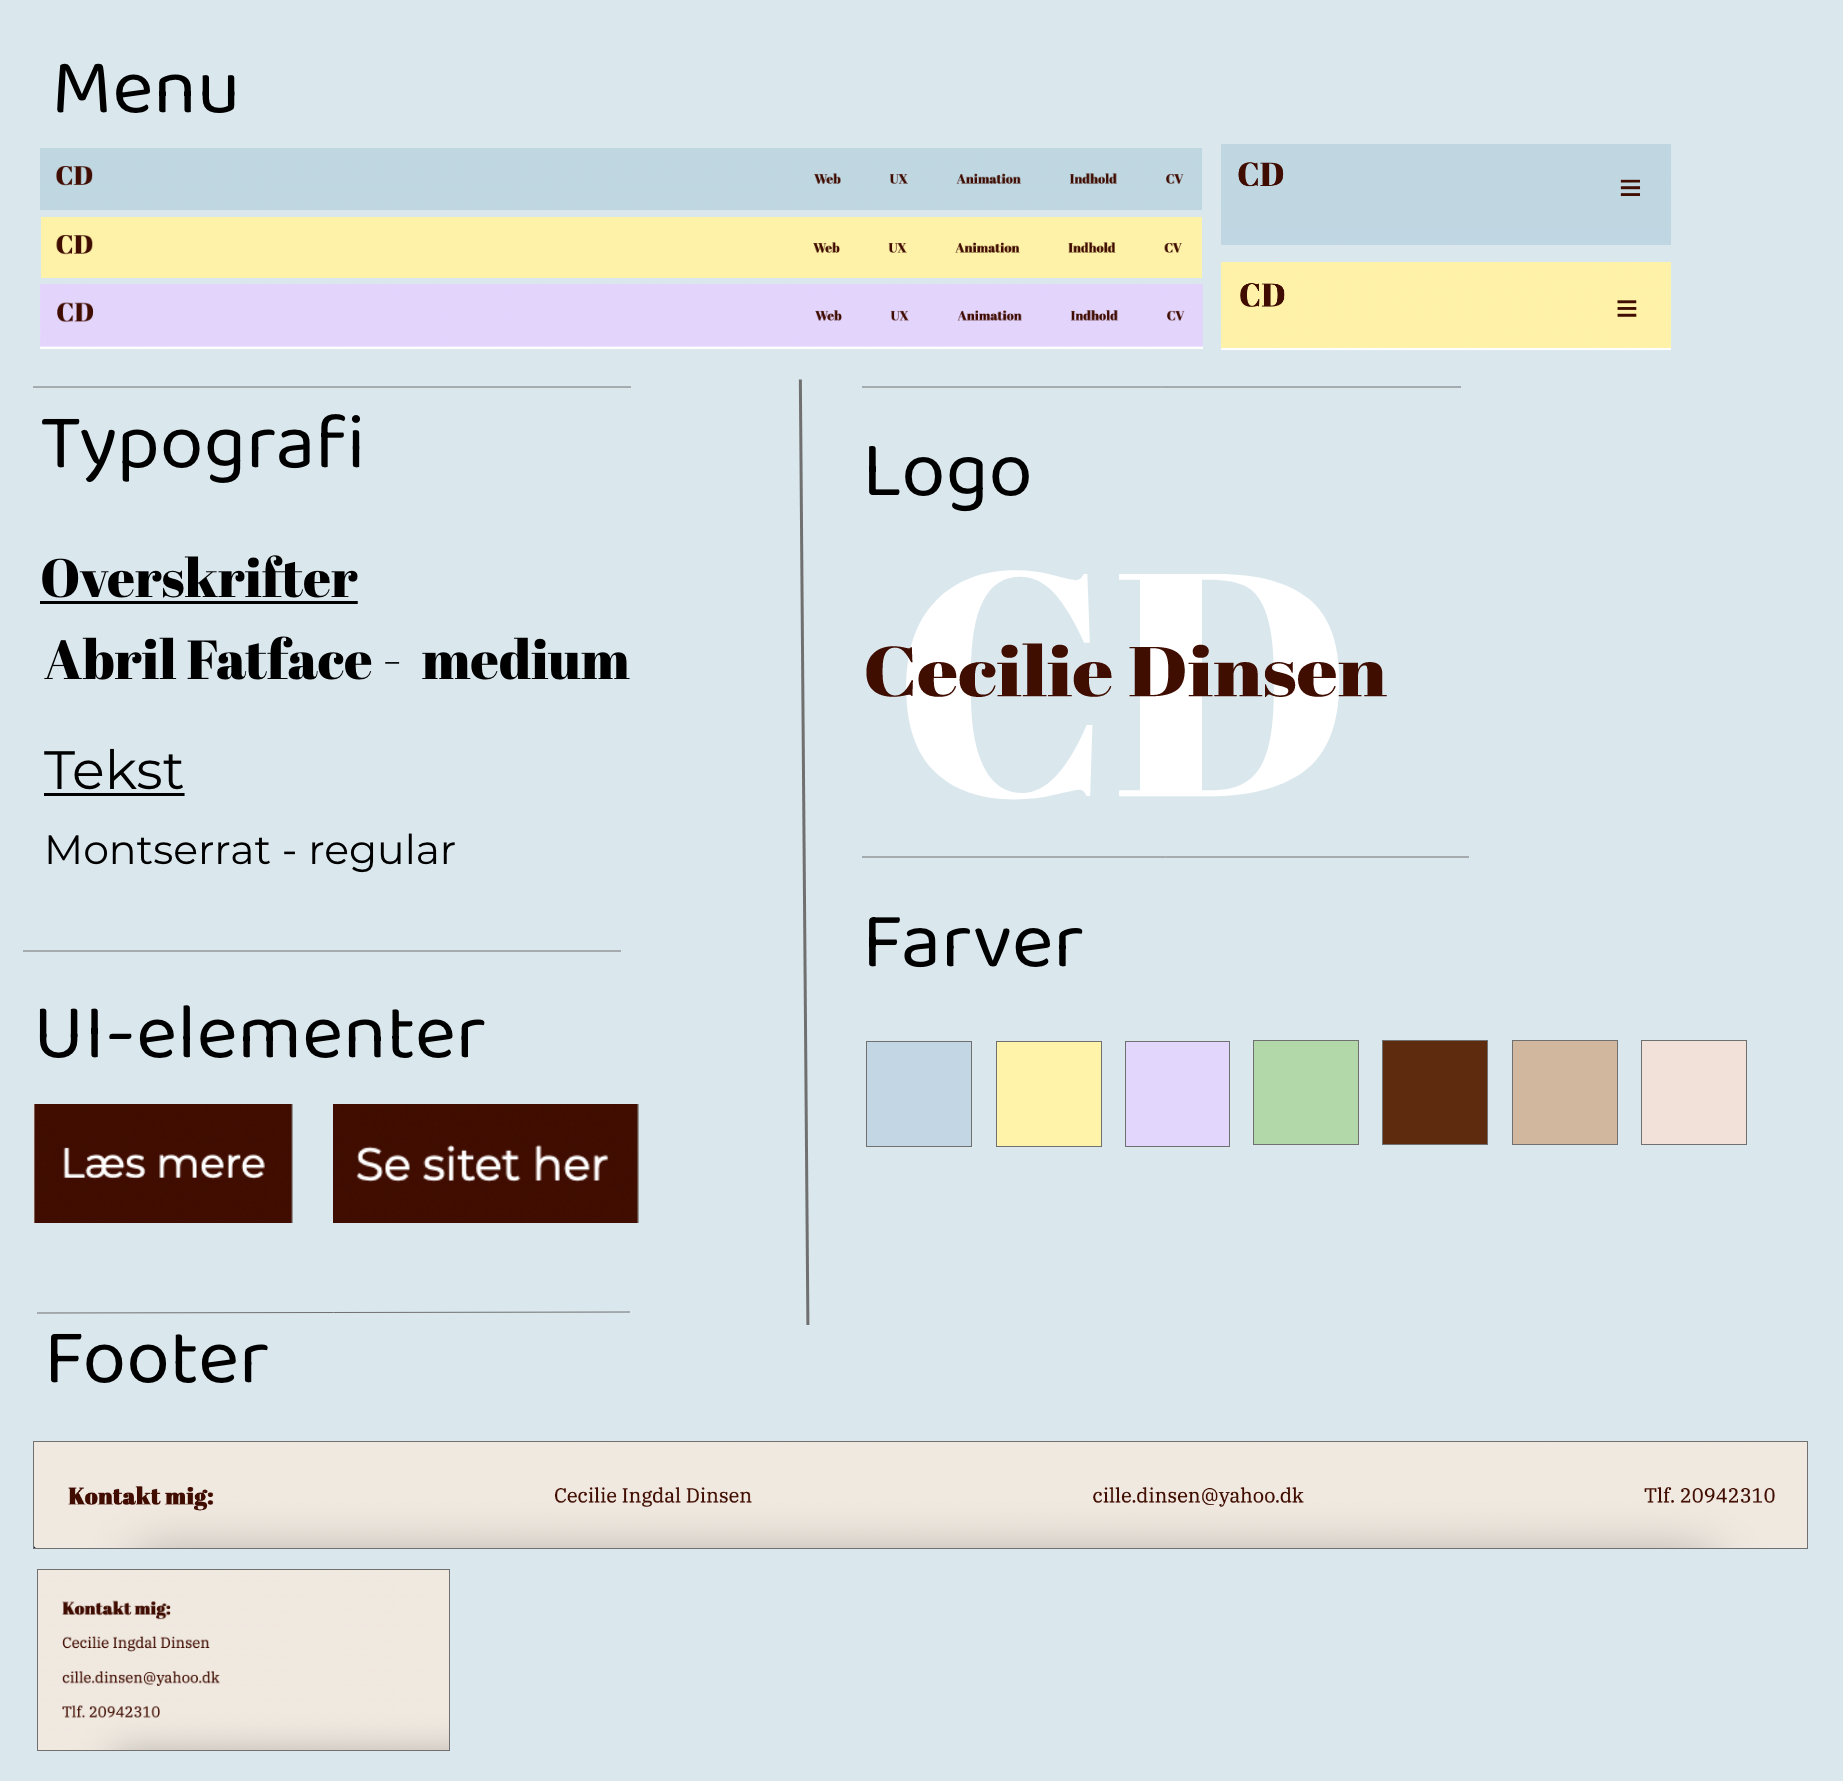 Menu
CD Web UX Animation Indhold CV
CD
CD Web UX Animation Indhold CV
CD
CD Web UX Animation Indhold CV
Typografi
Overskrifter
Abril Fatface - medium
Tekst
Montserrat - regular
Logo
CD
Cecilie Dinsen
Farver
UI-elementer
Læs mere
Se sitet her
Footer
Kontakt mig: Cecilie Ingdal Dinsen cille.dinsen@yahoo.dk Tlf. 20942310
Kontakt mig:
Cecilie Ingdal Dinsen
cille.dinsen@yahoo.dk
Tlf. 20942310